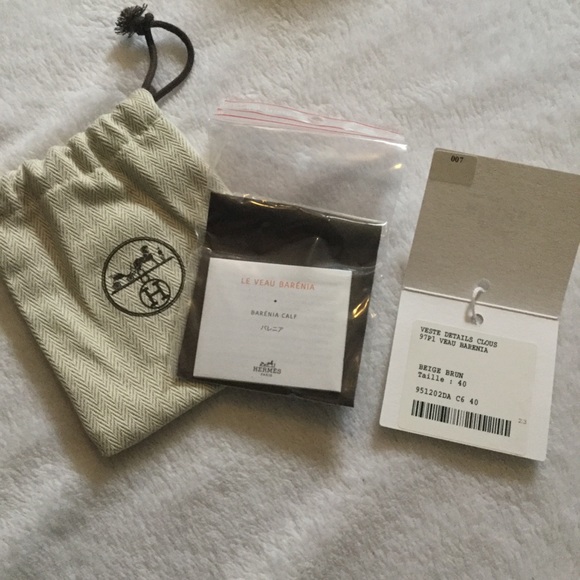 H
LE VEAU BARÉNIA
BARÉNIA CALF
バレニア
HERMÈS
PARIS
007
VESTE DETAILS CLOUS
97P1 VEAU BARENIA
BEIGE BRUN
Taille : 40
951202DA C6 40
23